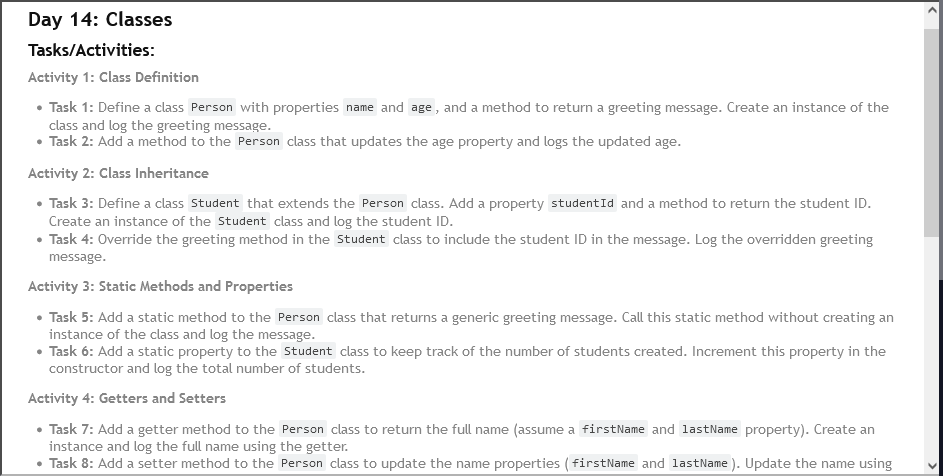 Day 14: Classes
Tasks/Activities:
Activity 1: Class Definition
• Task 1: Define a class Person with properties name and age, and a method to return a greeting message. Create an instance of the
class and log the greeting message.
• Task 2: Add a method to the Person class that updates the age property and logs the updated age.
Activity 2: Class Inheritance
• Task 3: Define a class Student that extends the Person class. Add a property studentId and a method to return the student ID.
Create an instance of the Student class and log the student ID.
• Task 4: Override the greeting method in the Student class to include the student ID in the message. Log the overridden greeting
message.
Activity 3: Static Methods and Properties
• Task 5: Add a static method to the Person class that returns a generic greeting message. Call this static method without creating an
instance of the class and log the message.
• Task 6: Add a static property to the Student class to keep track of the number of students created. Increment this property in the
constructor and log the total number of students.
Activity 4: Getters and Setters
• Task 7: Add a getter method to the Person class to return the full name (assume a firstName and lastName property). Create an
instance and log the full name using the getter.
• Task 8: Add a setter method to the Person class to update the name properties (firstName and lastName). Update the name using